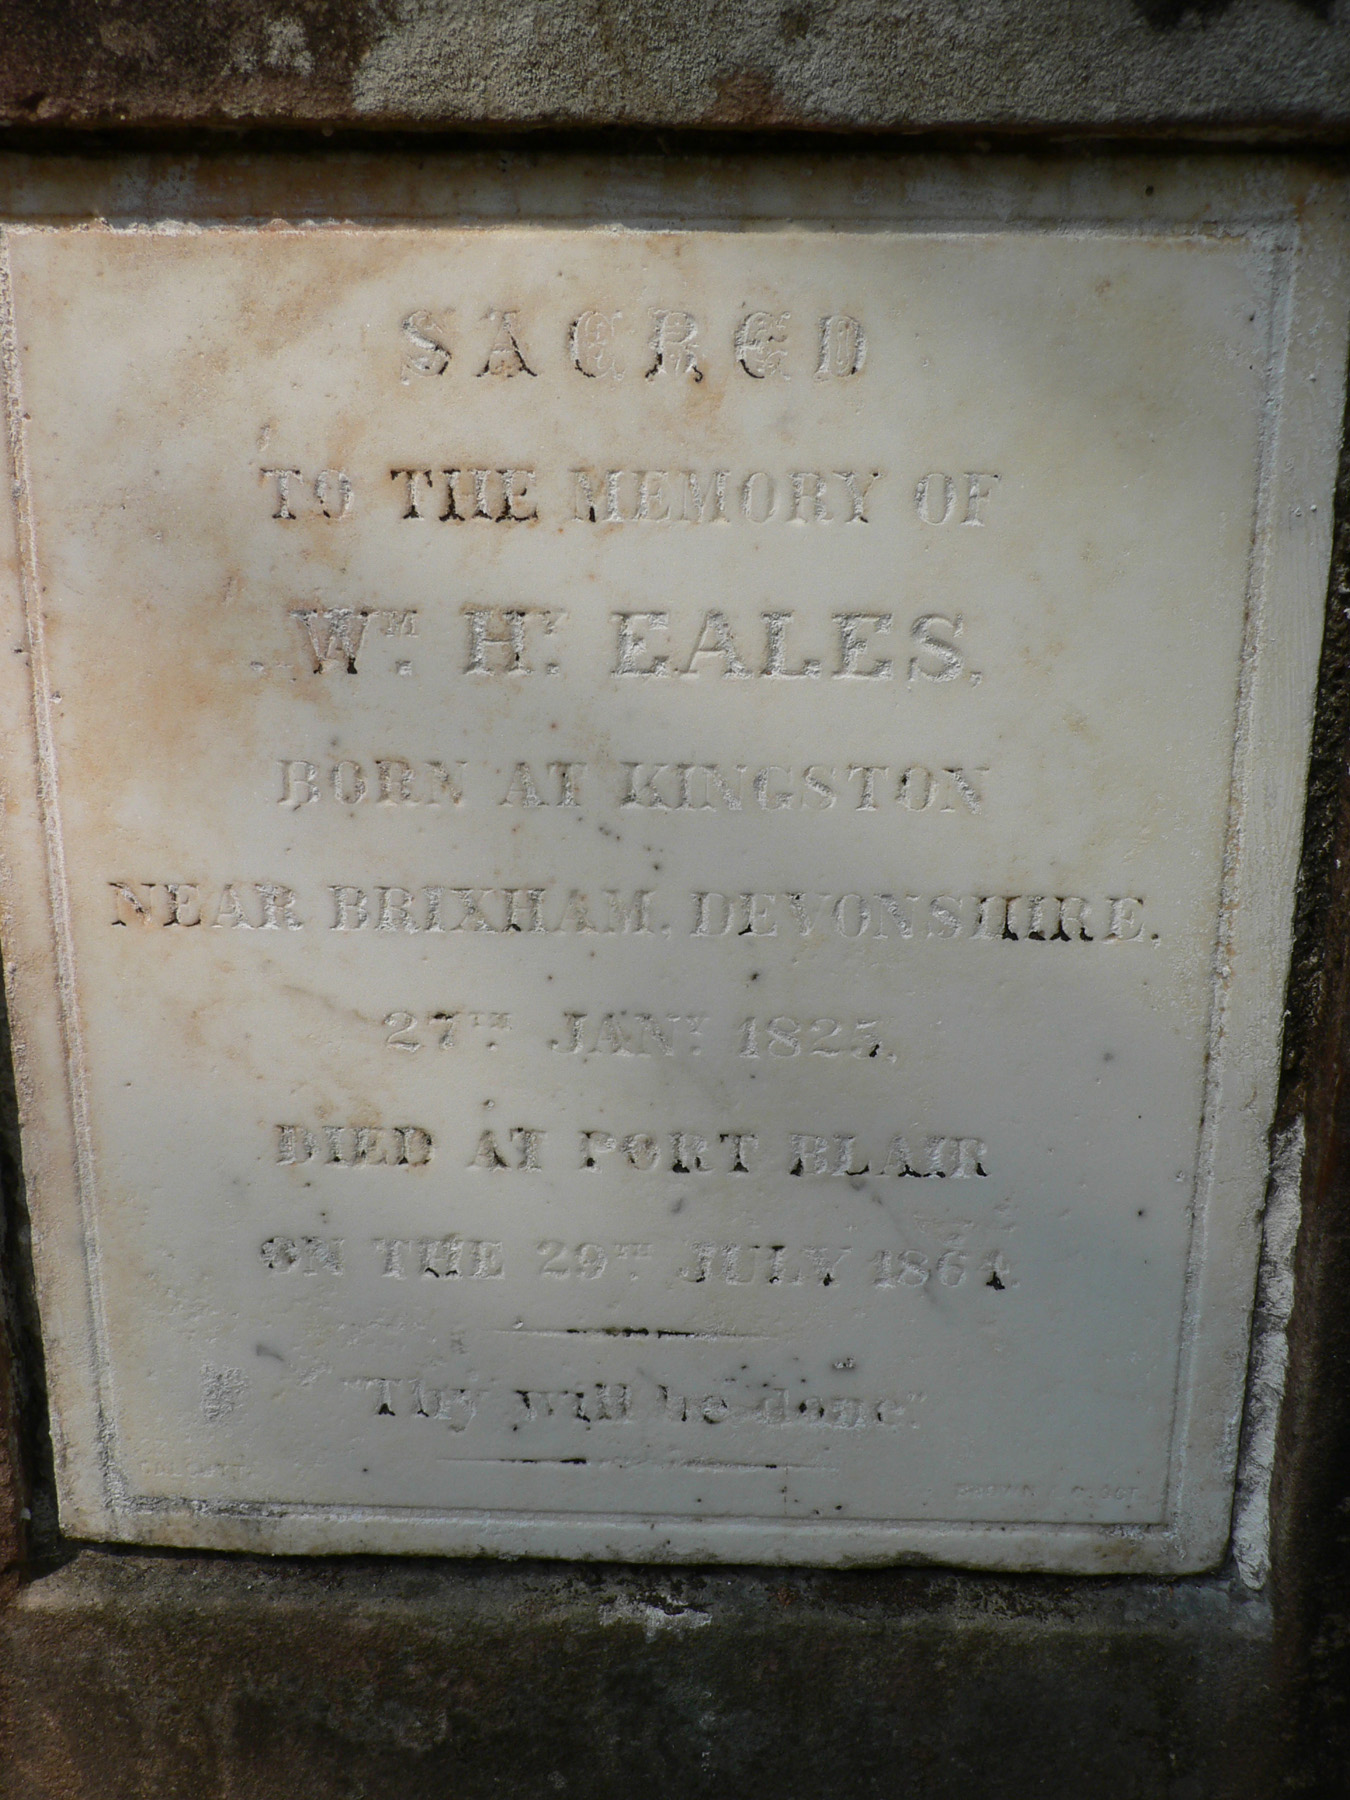 SACRED
TO THE MEMORY OF
Wᴹ. Hʸ. EALES,
BORN AT KINGSTON
NEAR BRIXHAM, DEVONSHIRE.
27ᵀᴴ. JANʸ. 1825,
DIED AT PORT BLAIR
ON THE 29ᵀᴴ. JULY 1864.
"Thy will be done."